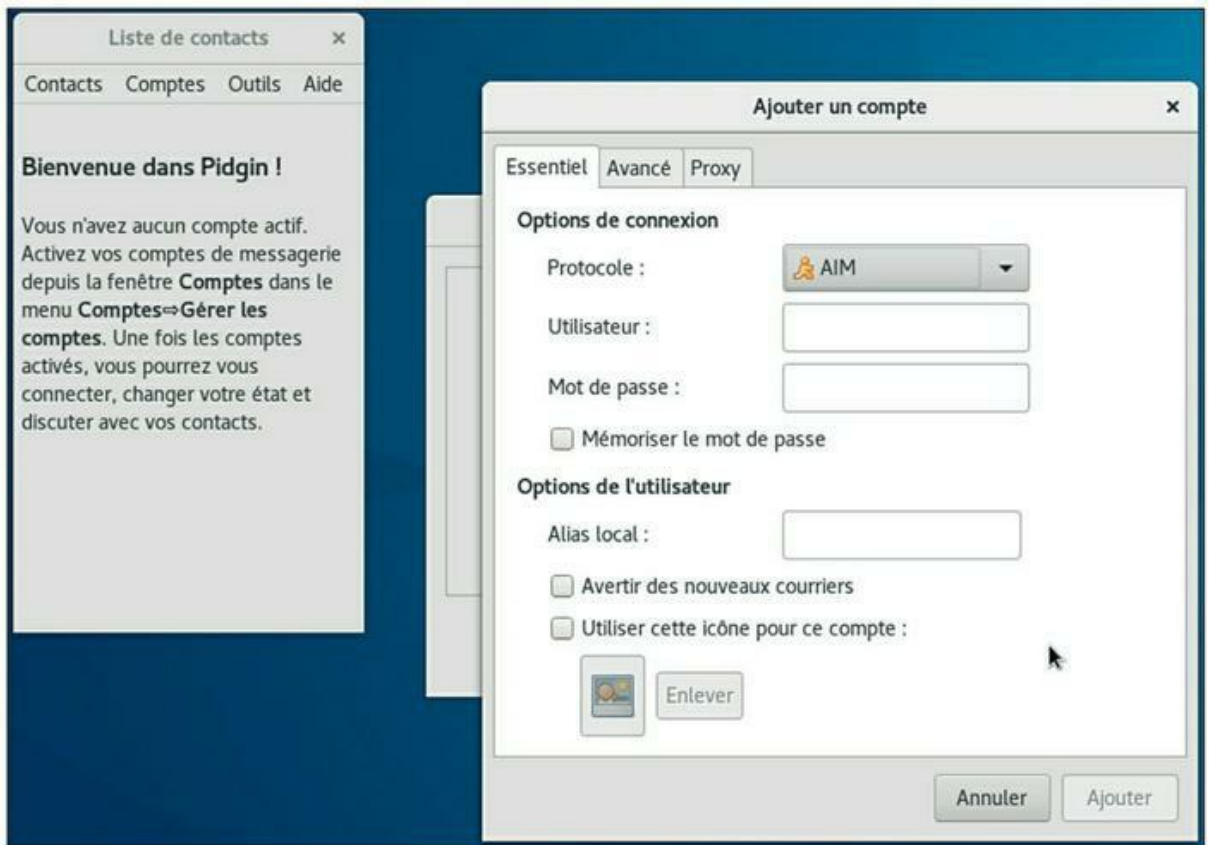 Liste de contacts
Contacts Comptes Outils Aide
Bienvenue dans Pidgin !
Vous n'avez aucun compte actif.
Activez vos comptes de messagerie
depuis la fenêtre Comptes dans le
menu Comptes⇨Gérer les
comptes. Une fois les comptes
activés, vous pourrez vous
connecter, changer votre état et
discuter avec vos contacts.
Ajouter un compte
Essentiel Avancé Proxy
Options de connexion
Protocole : AIM
Utilisateur :
Mot de passe :
Mémoriser le mot de passe
Options de l'utilisateur
Alias local :
Avertir des nouveaux courriers
Utiliser cette icône pour ce compte :
Enlever
Annuler Ajouter